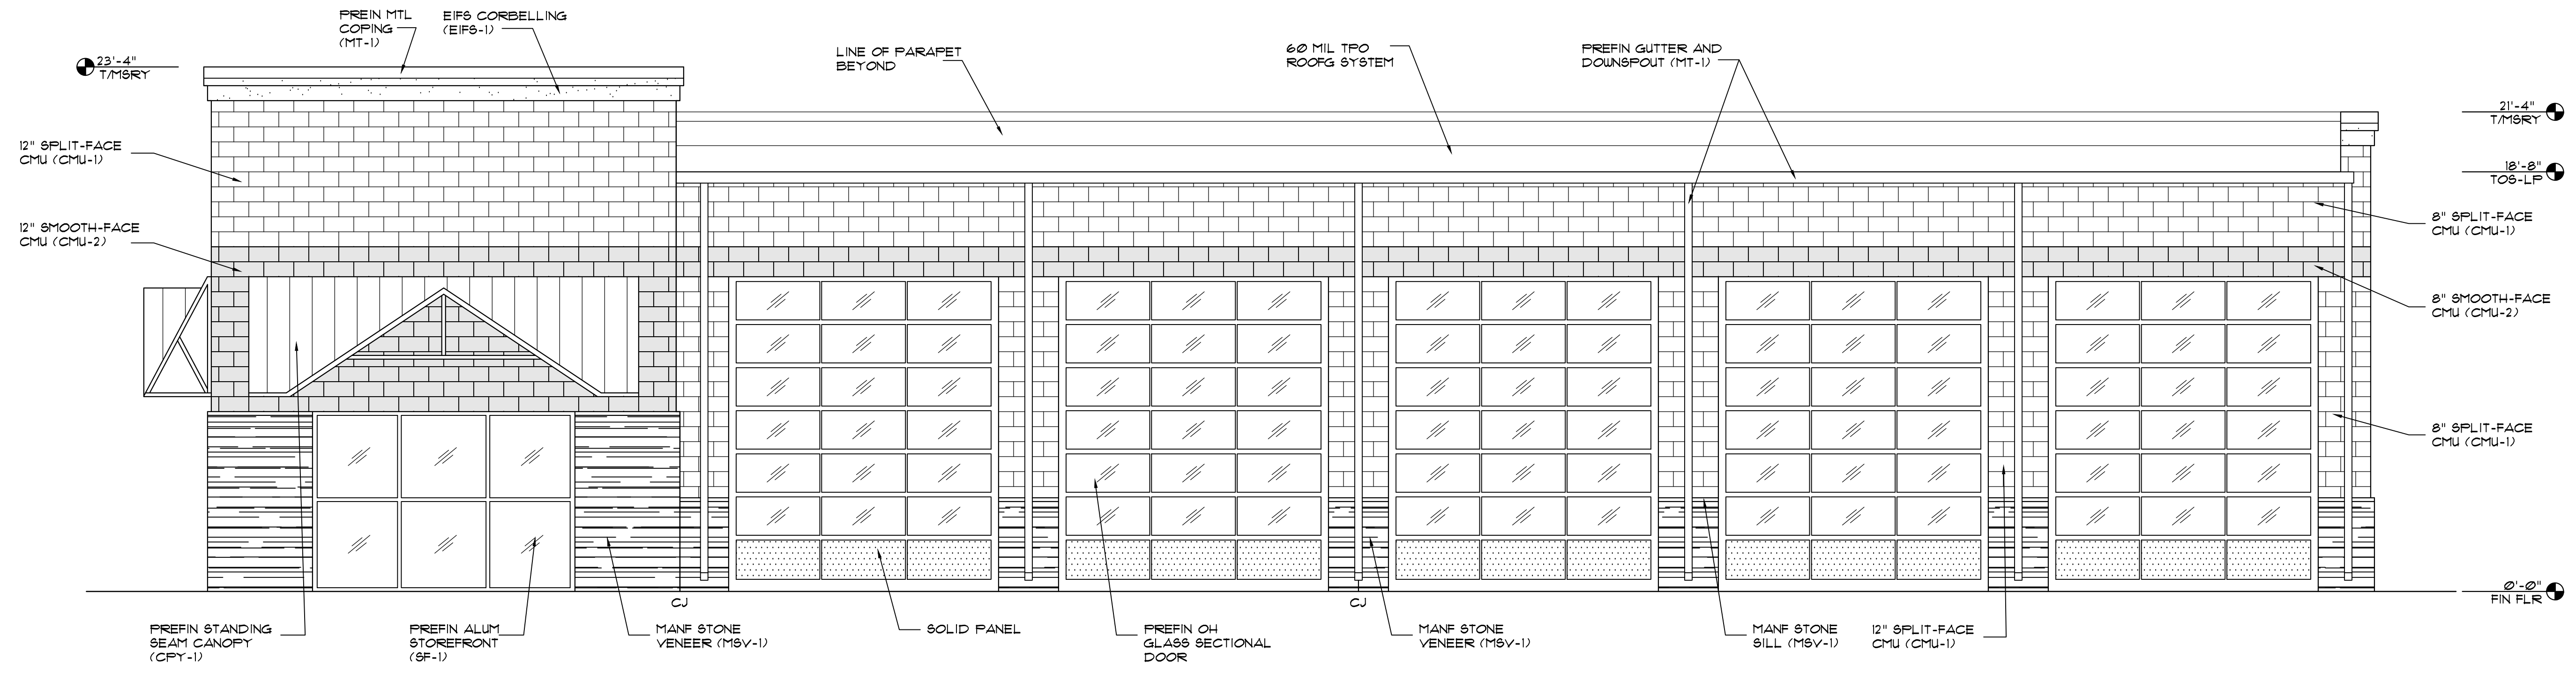 PREIN MTL
COPING
(MT-1)
EIFS CORBELLING
(EIFS-1)
LINE OF PARAPET
BEYOND
60 MIL TPO
ROOFG SYSTEM
PREFIN GUTTER AND
DOWNSPOUT (MT-1)
23'-4"
T/MSRY
21'-4"
T/MSRY
12" SPLIT-FACE
CMU (CMU-1)
18'-8"
TOS-LP
12" SMOOTH-FACE
CMU (CMU-2)
8" SPLIT-FACE
CMU (CMU-1)
8" SMOOTH-FACE
CMU (CMU-2)
8" SPLIT-FACE
CMU (CMU-1)
0'-0"
FIN FLR
CJ
CJ
PREFIN STANDING
SEAM CANOPY
(CPY-1)
PREFIN ALUM
STOREFRONT
(SF-1)
MANF STONE
VENEER (MSV-1)
SOLID PANEL
PREFIN OH
GLASS SECTIONAL
DOOR
MANF STONE
VENEER (MSV-1)
MANF STONE
SILL (MSV-1)
12" SPLIT-FACE
CMU (CMU-1)